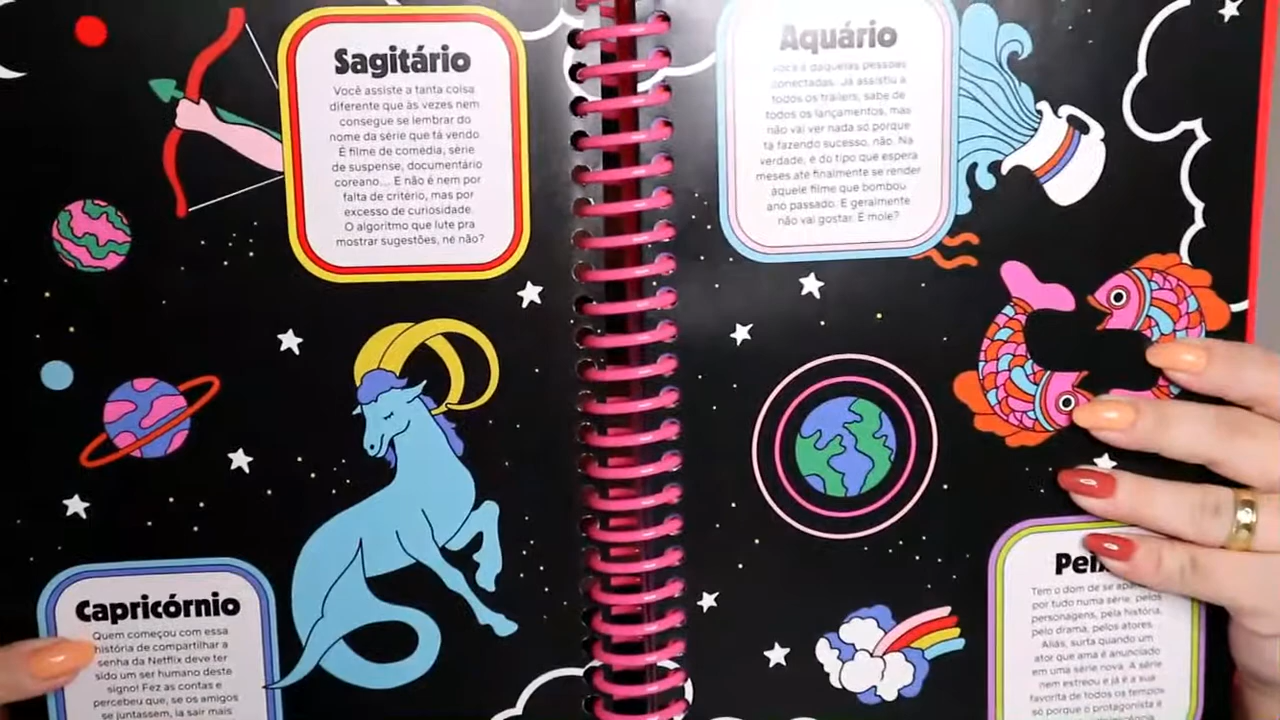 Sagitário
Você assiste a tanta coisa
diferente que às vezes nem
consegue se lembrar do
nome da série que tá vendo.
É filme de comédia, série
de suspense, documentário
coreano... E não é nem por
falta de critério, mas por
excesso de curiosidade.
O algoritmo que lute pra
mostrar sugestões, né não?
Capricórnio
Quem começou com essa
história de compartilhar a
senha da Netflix deve ter
sido um ser humano deste
signo! Fez as contas e
percebeu que, se os amigos
se juntassem, ia sair mais
Aquário
Você é daquelas pessoas
conectadas. Já assistiu a
todos os trailers, sabe de
todos os lançamentos, mas
não vai ver nada só porque
tá fazendo sucesso, não. Na
verdade, é do tipo que espera
meses até finalmente se render
àquele filme que bombou
ano passado. E geralmente
não vai gostar. É mole?
Tem o dom de se
por tudo numa série, pelos
personagens, pela história,
pelo drama, pelos atores.
Aliás, surta quando um
ator que ama é anunciado
em uma série nova. A série
nem estreou e já é a sua
favorita de todos os tempos
só porque o protagonista é